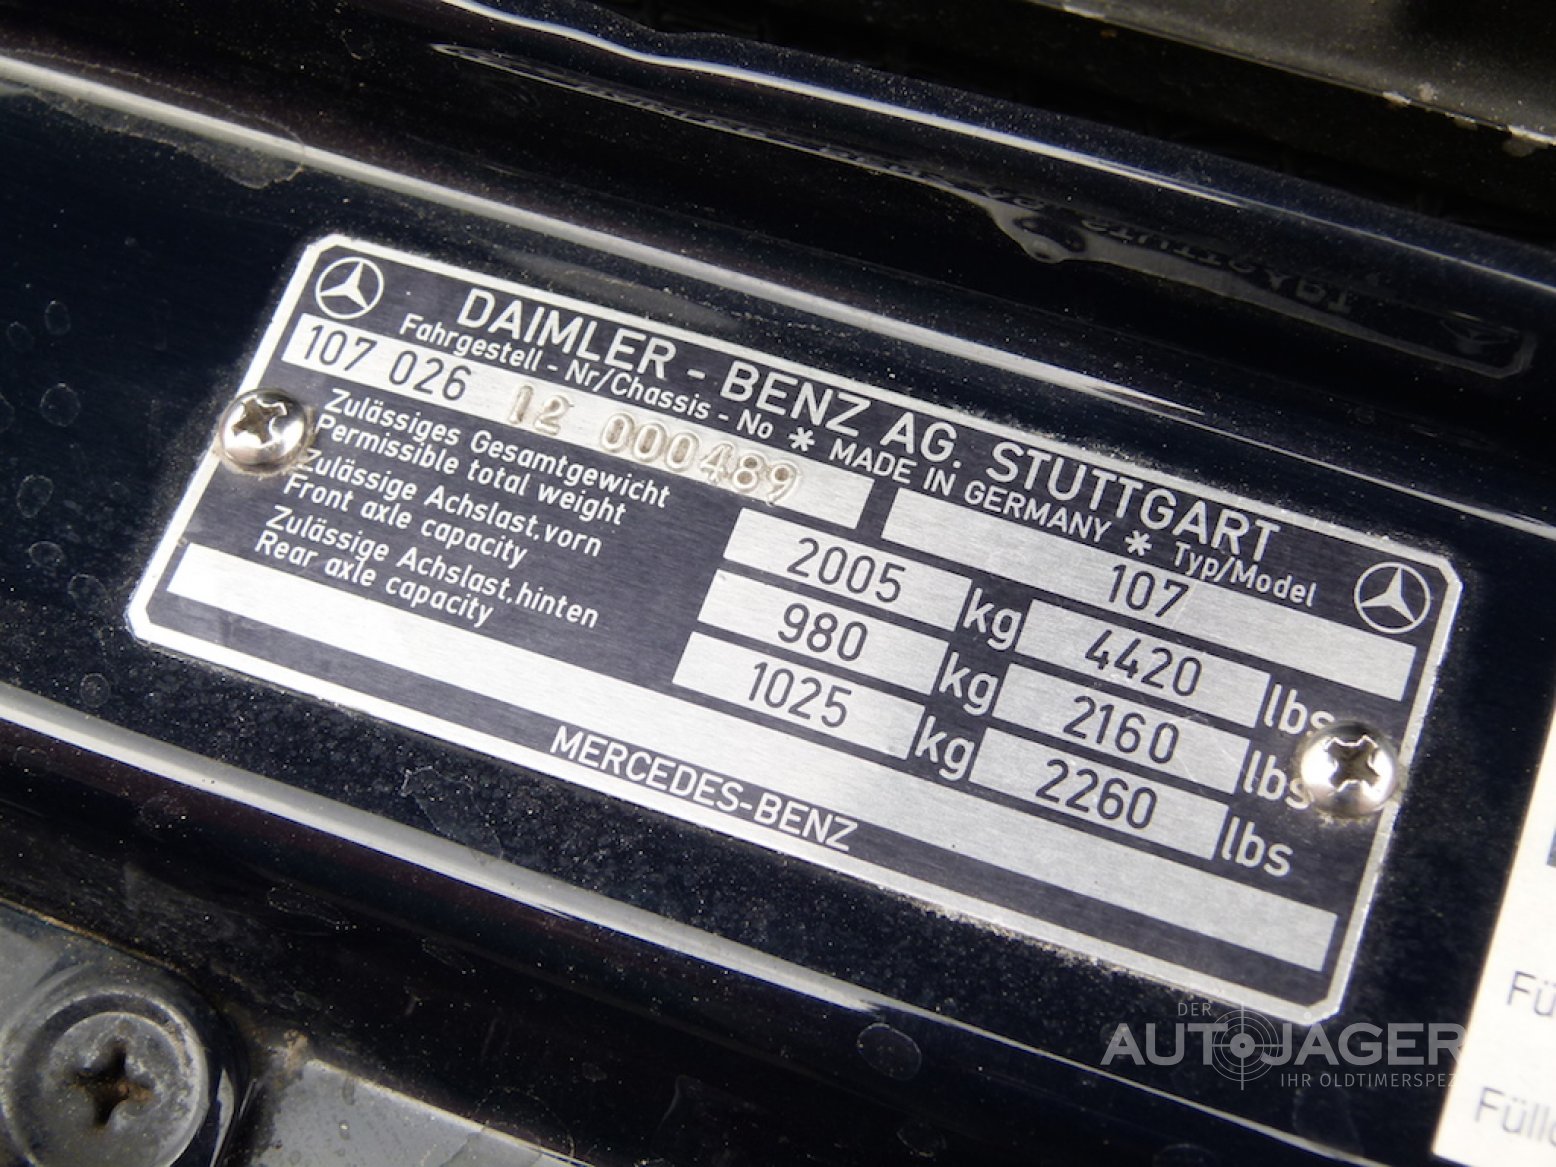 DAIMLER - BENZ AG. STUTTGART
Fahrgestell - Nr/Chassis - No * MADE IN GERMANY * Typ/Model
107 026 12 000489 107
Zulässiges Gesamtgewicht
Permissible total weight
2005 kg 4420 lbs
Zulässige Achslast.vorn
Front axle capacity
980 kg 2160 lbs
Zulässige Achslast.hinten
Rear axle capacity
1025 kg 2260 lbs
MERCEDES-BENZ
DER
AUTOJAGER
IHR OLDTIMERSPEZ